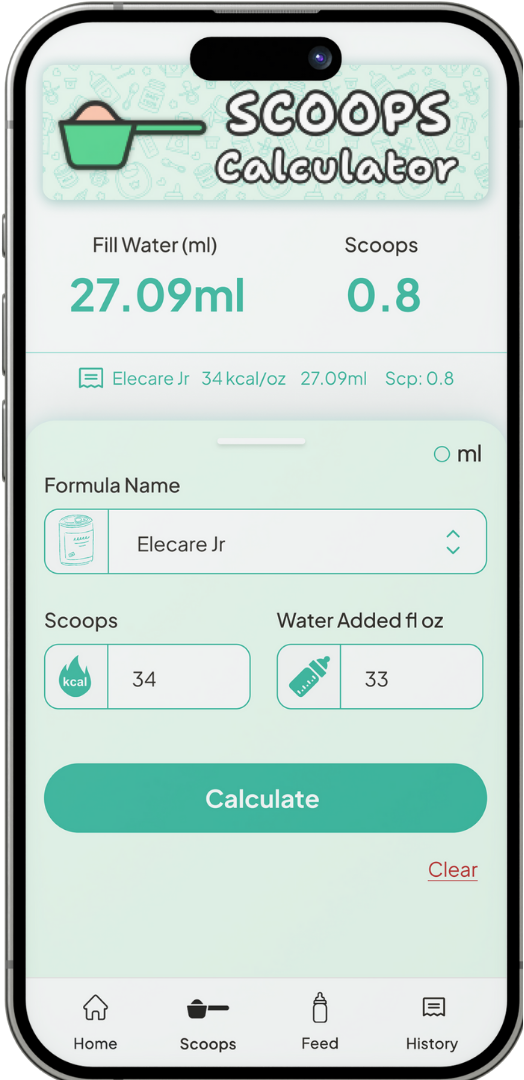 SCOOPS
Calculator
Fill Water (ml)
Scoops
27.09ml
0.8
Elecare Jr 34 kcal/oz 27.09ml Scp: 0.8
ml
Formula Name
Elecare Jr
Scoops
Water Added fl oz
kcal
34
33
Calculate
Clear
Home
Scoops
Feed
History